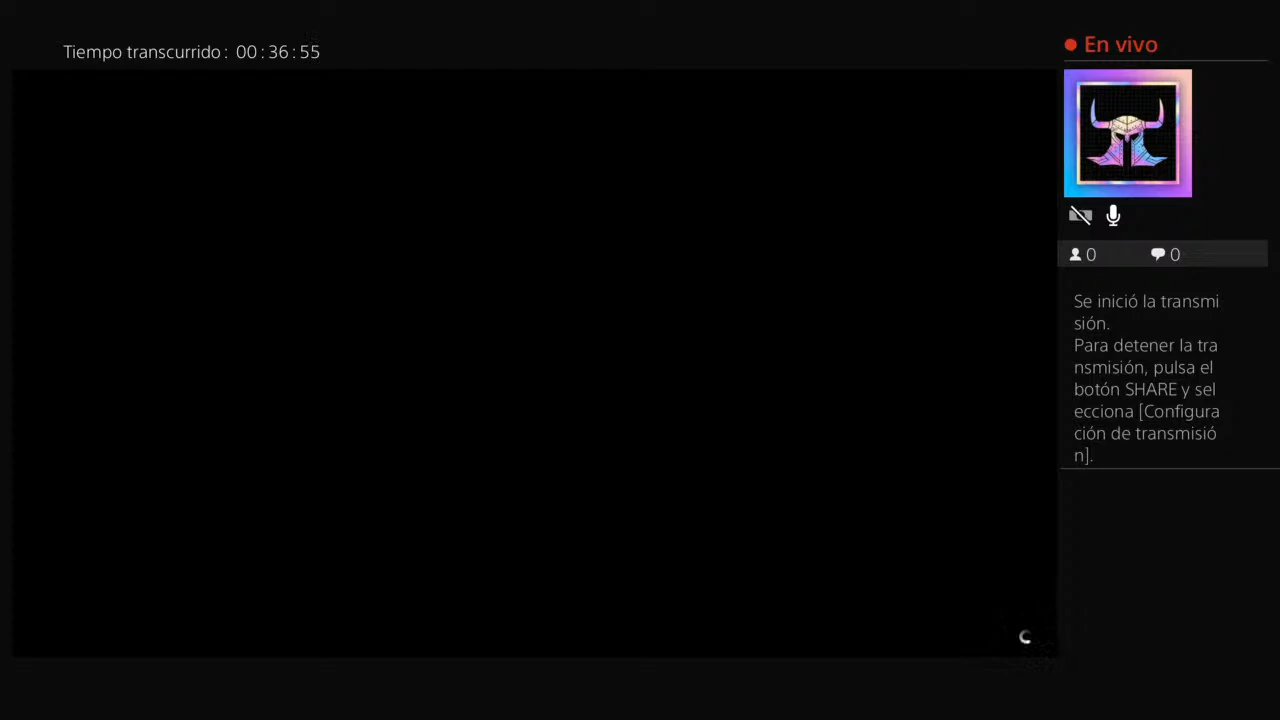 Tiempo transcurrido: 00:36:55
En vivo
0 0
Se inició la transmi
sión.
Para detener la tra
nsmisión, pulsa el
botón SHARE y sel
ecciona [Configura
ción de transmisió
n].